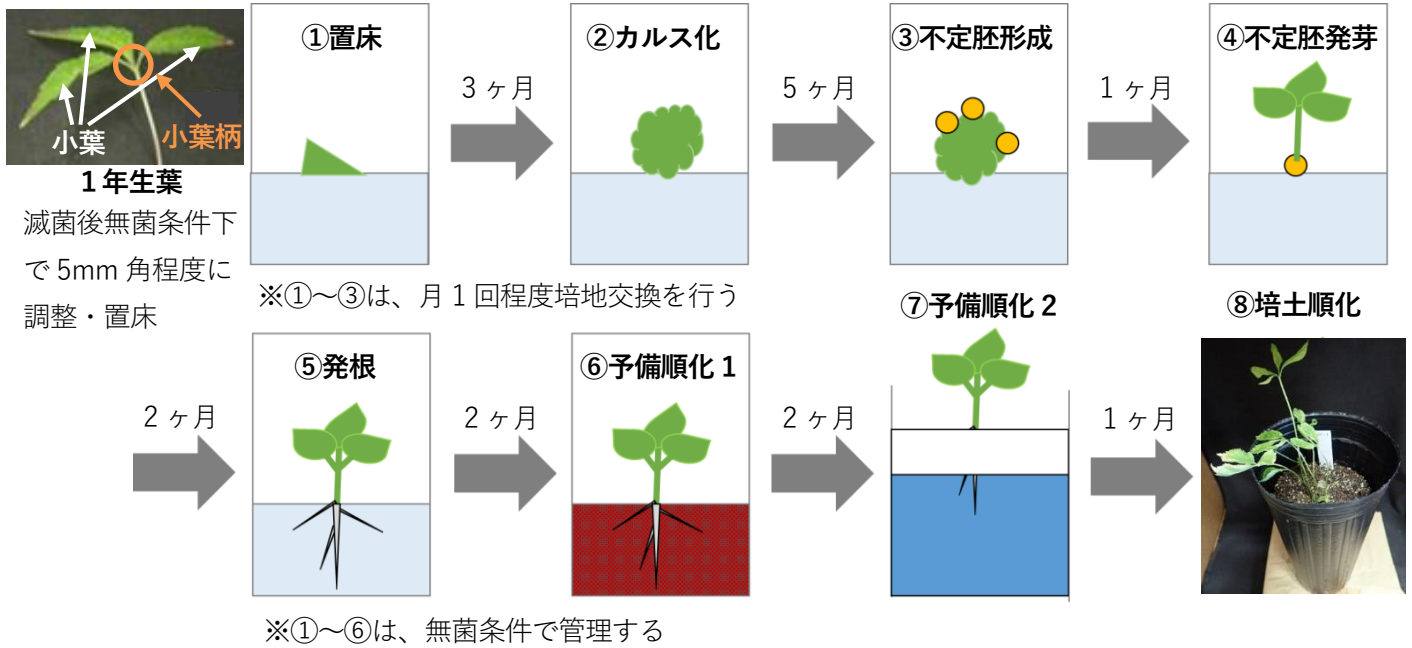 小葉
小葉柄
1年生葉
滅菌後無菌条件下
で 5mm 角程度に
調整・置床
①置床
3 ヶ月
②カルス化
5 ヶ月
③不定胚形成
1 ヶ月
④不定胚発芽
※①～③は、月 1 回程度培地交換を行う
2 ヶ月
⑤発根
2 ヶ月
⑥予備順化 1
2 ヶ月
⑦予備順化 2
1 ヶ月
⑧培土順化
※①～⑥は、無菌条件で管理する